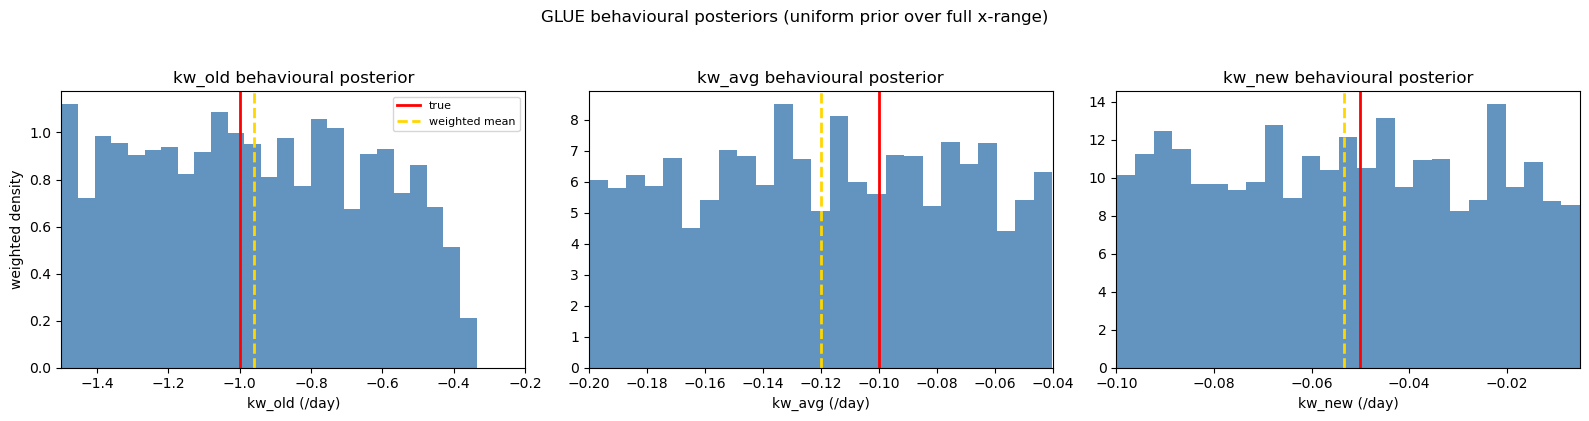 GLUE behavioural posteriors (uniform prior over full x-range)
kw_old behavioural posterior
true
weighted mean
weighted density
1.0
0.8
0.6
0.4
0.2
0.0
−1.4 −1.2 −1.0 −0.8 −0.6 −0.4 −0.2
kw_old (/day)
kw_avg behavioural posterior
8
7
6
5
4
3
2
1
0
−0.20 −0.18 −0.16 −0.14 −0.12 −0.10 −0.08 −0.06 −0.04
kw_avg (/day)
kw_new behavioural posterior
14
12
10
8
6
4
2
0
−0.10 −0.08 −0.06 −0.04 −0.02
kw_new (/day)